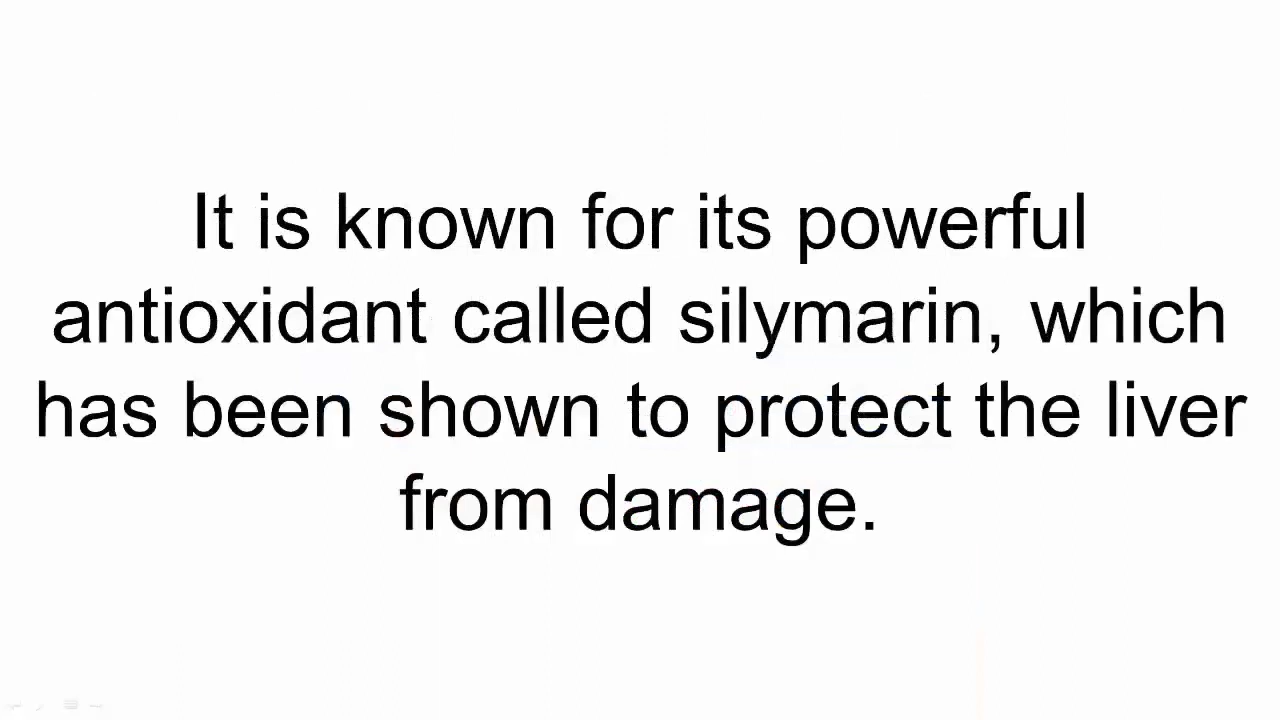 It is known for its powerful
antioxidant called silymarin, which
has been shown to protect the liver
from damage.